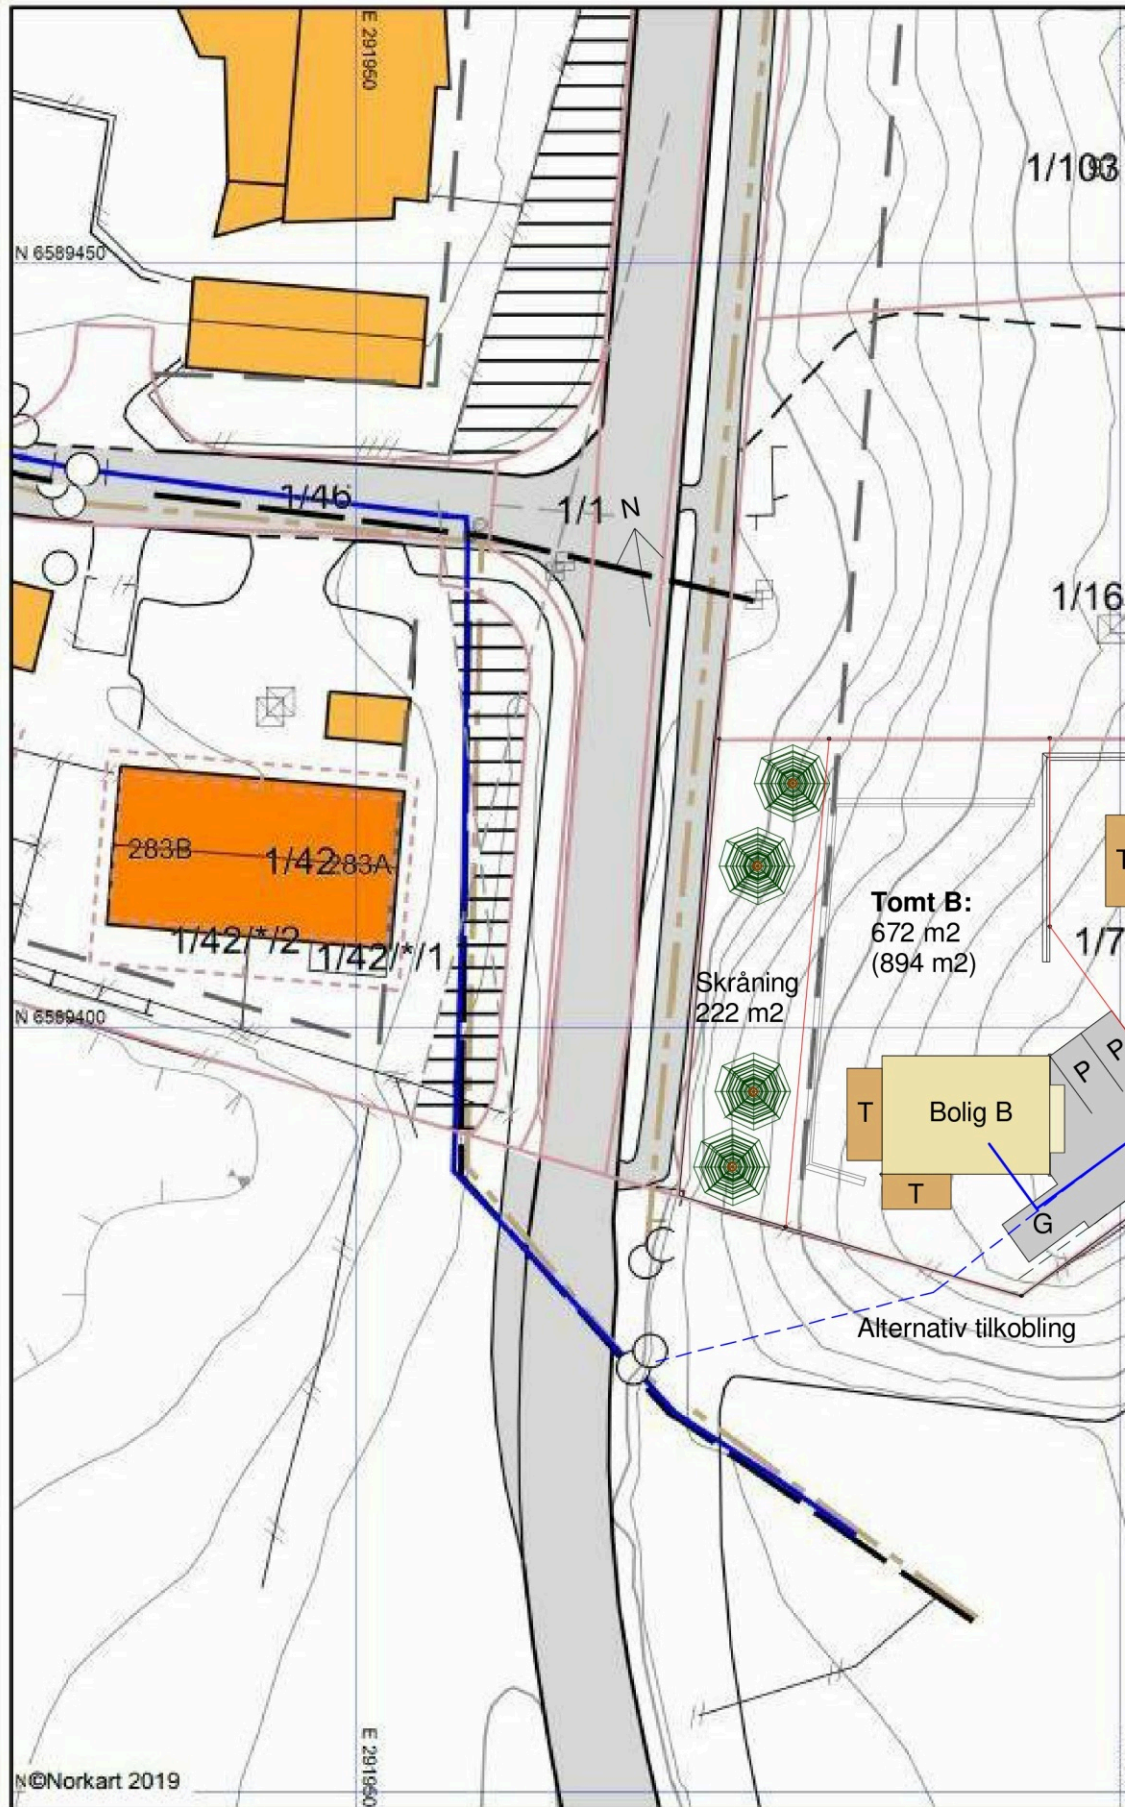 E 291950
1/103
N 6589450
1/46
1/1
N
1/16
283B
1/42
283A
1/42/*/2
1/42/*/1
Tomt B:
672 m2
(894 m2)
T
1/7
Skråning
222 m2
N 6589400
P
P
T
Bolig B
T
G
Alternativ tilkobling
E 291950
N
©Norkart 2019